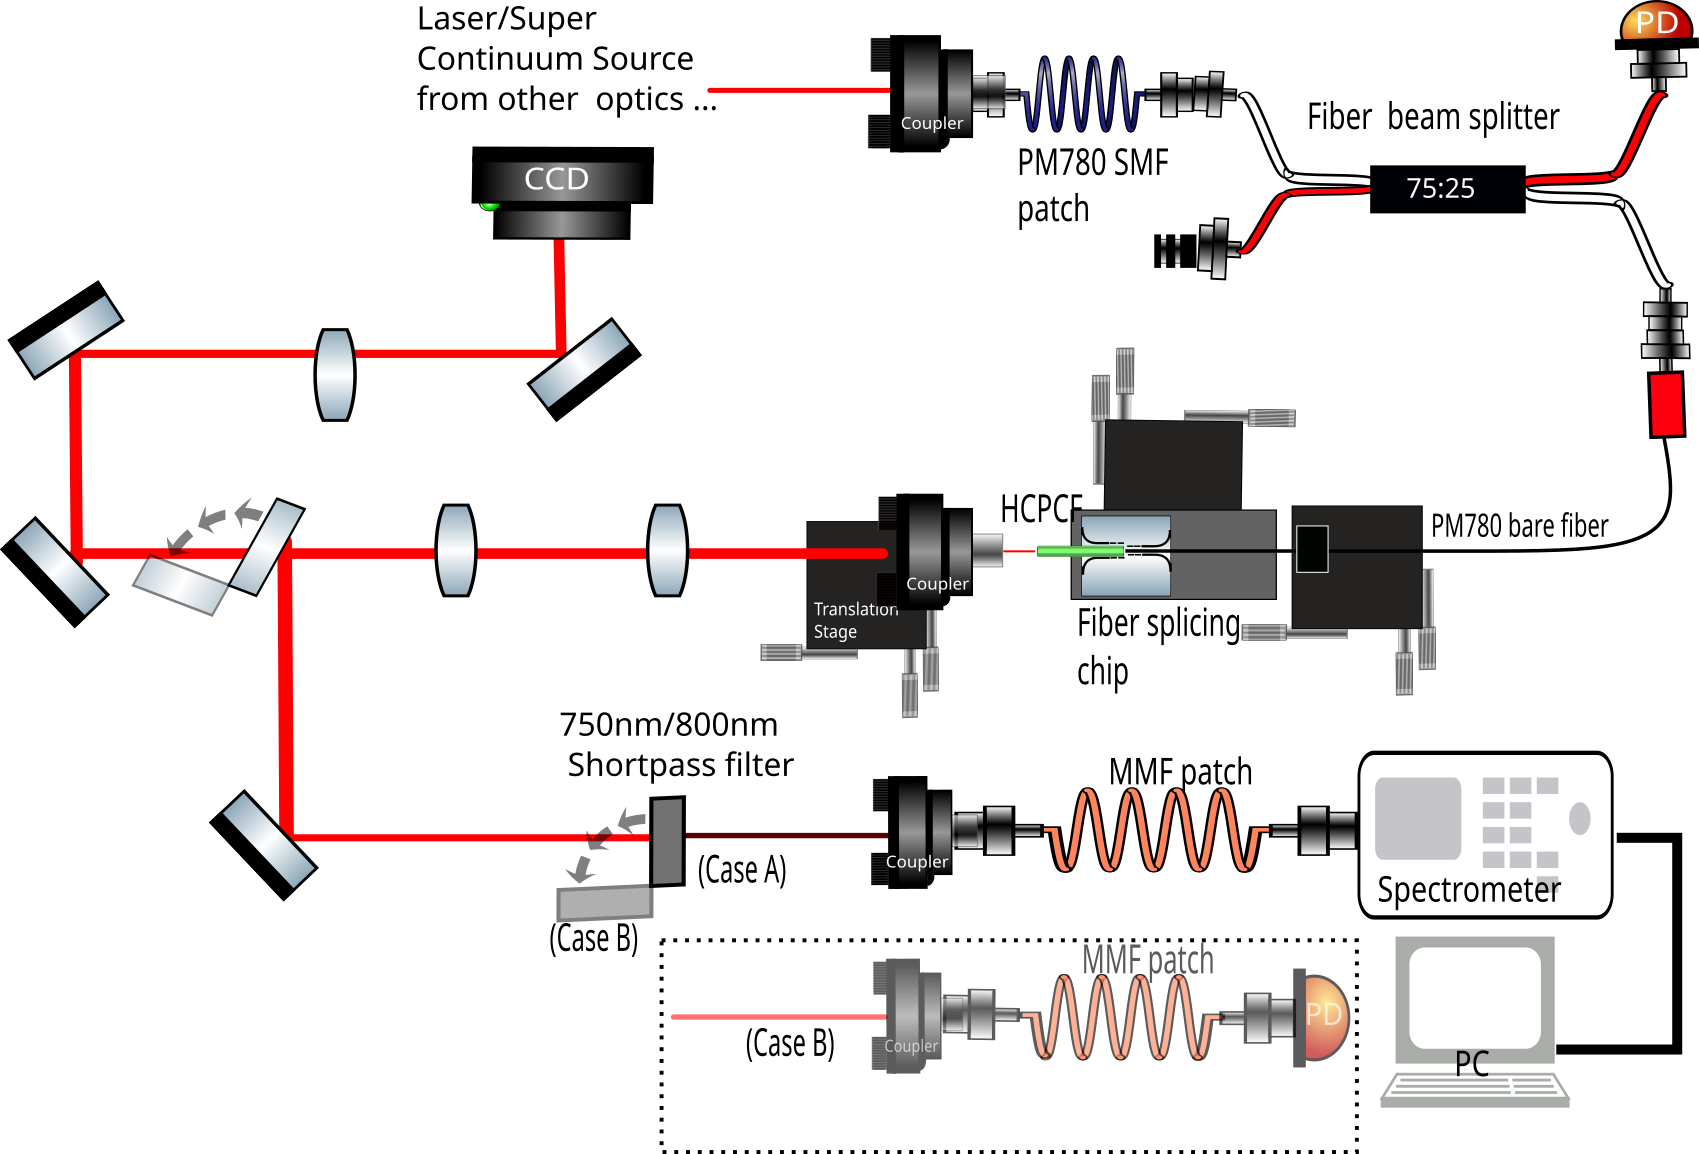 Laser/Super
Continuum Source
from other optics ...
PD
Coupler
Fiber beam splitter
PM780 SMF
patch
75:25
CCD
HCPCF
PM780 bare fiber
Coupler
Translation
Stage
Fiber splicing
chip
750nm/800nm
Shortpass filter
MMF patch
Coupler
(Case A)
Spectrometer
(Case B)
MMF patch
PD
(Case B)
Coupler
PC